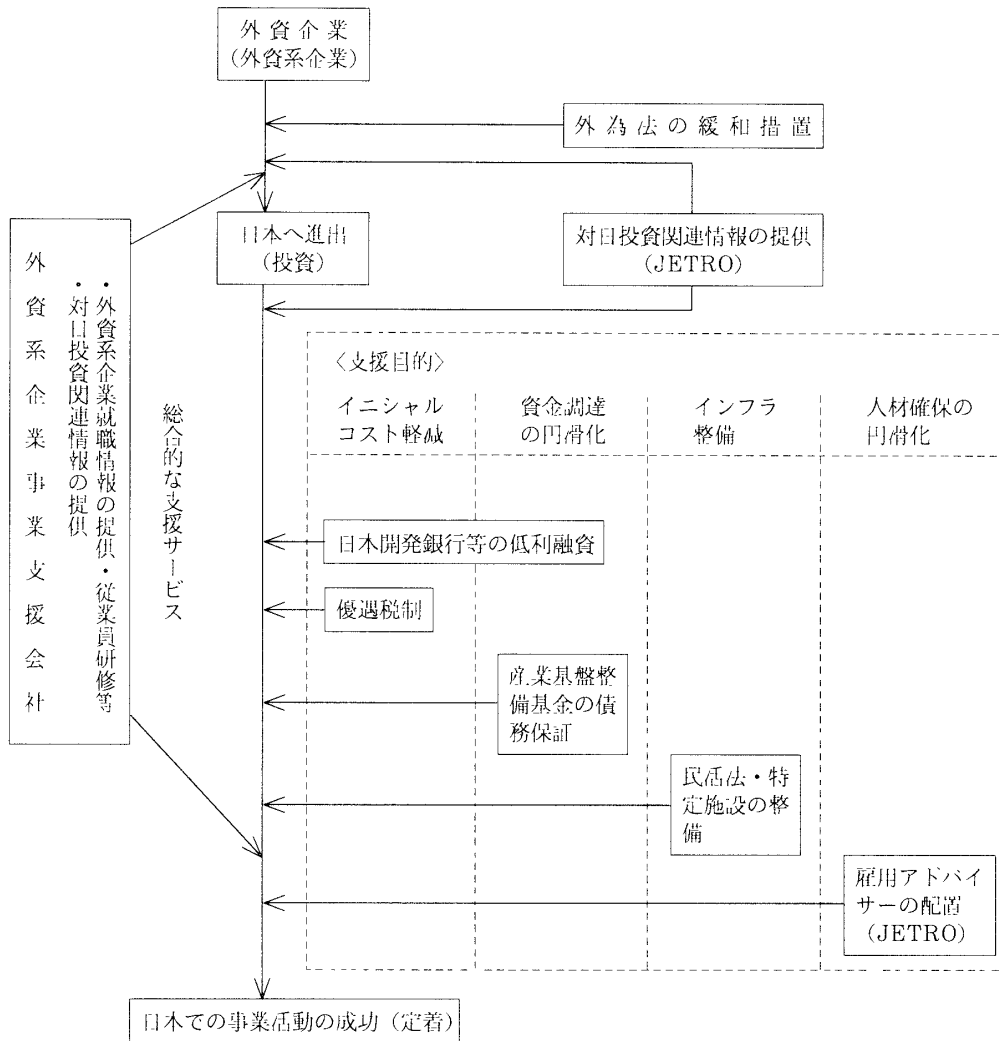 外資企業
(外資系企業)
外為法の緩和措置
日本へ進出
(投資)
対日投資関連情報の提供
(JETRO)
外資系企業事業支援会社
・外資系企業就職情報の提供・従業員研修等
・対日投資関連情報の提供
総合的な支援サービス
〈支援目的〉
イニシャル
コスト軽減
資金調達
の円滑化
インフラ
整備
人材確保の
円滑化
日本開発銀行等の低利融資
優遇税制
産業基盤整
備基金の債
務保証
民活法・特
定施設の整
備
雇用アドバイ
サーの配置
(JETRO)
日本での事業活動の成功(定着)